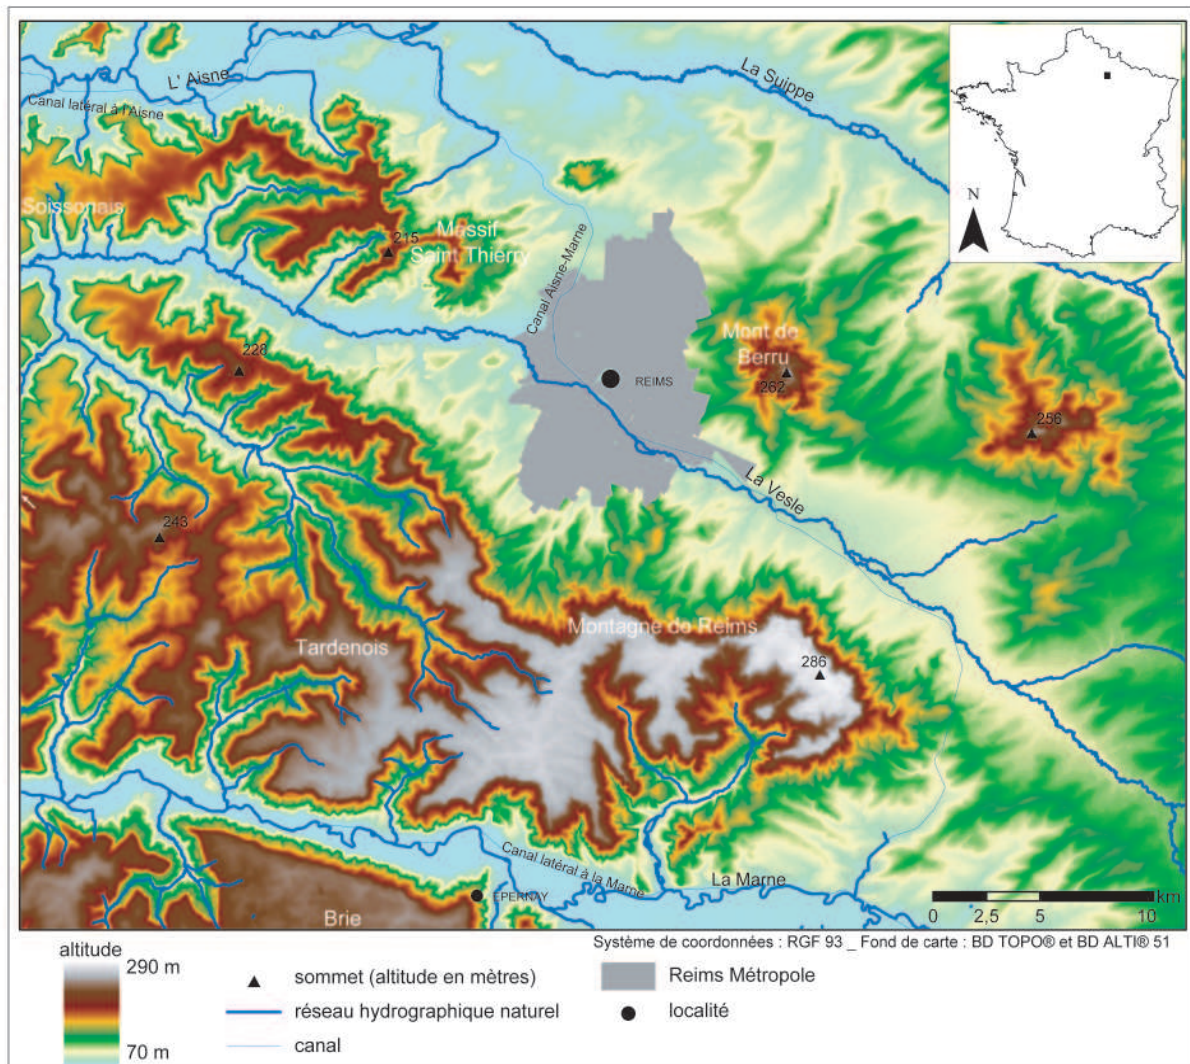 L' Aisne
Canal latéral à l'Aisne
La Suippe
N
Soissonais
Massif
Saint Thierry
215
Canal Aisne-Marne
Mont de
Berru
262
228
REIMS
256
La Vesle
243
Montagne de Reims
Tardenois
286
Canal latéral à la Marne
La Marne
EPERNAY
Brie
km
0 2,5 5 10
Système de coordonnées : RGF 93 _ Fond de carte : BD TOPO® et BD ALTI® 51
altitude
290 m
70 m
sommet (altitude en mètres)
réseau hydrographique naturel
canal
Reims Métropole
localité